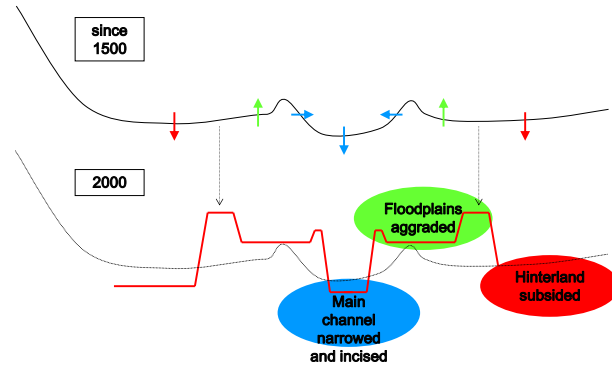 since
1500
2000
Floodplains
aggraded
Hinterland
subsided
Main
channel
narrowed
and incised